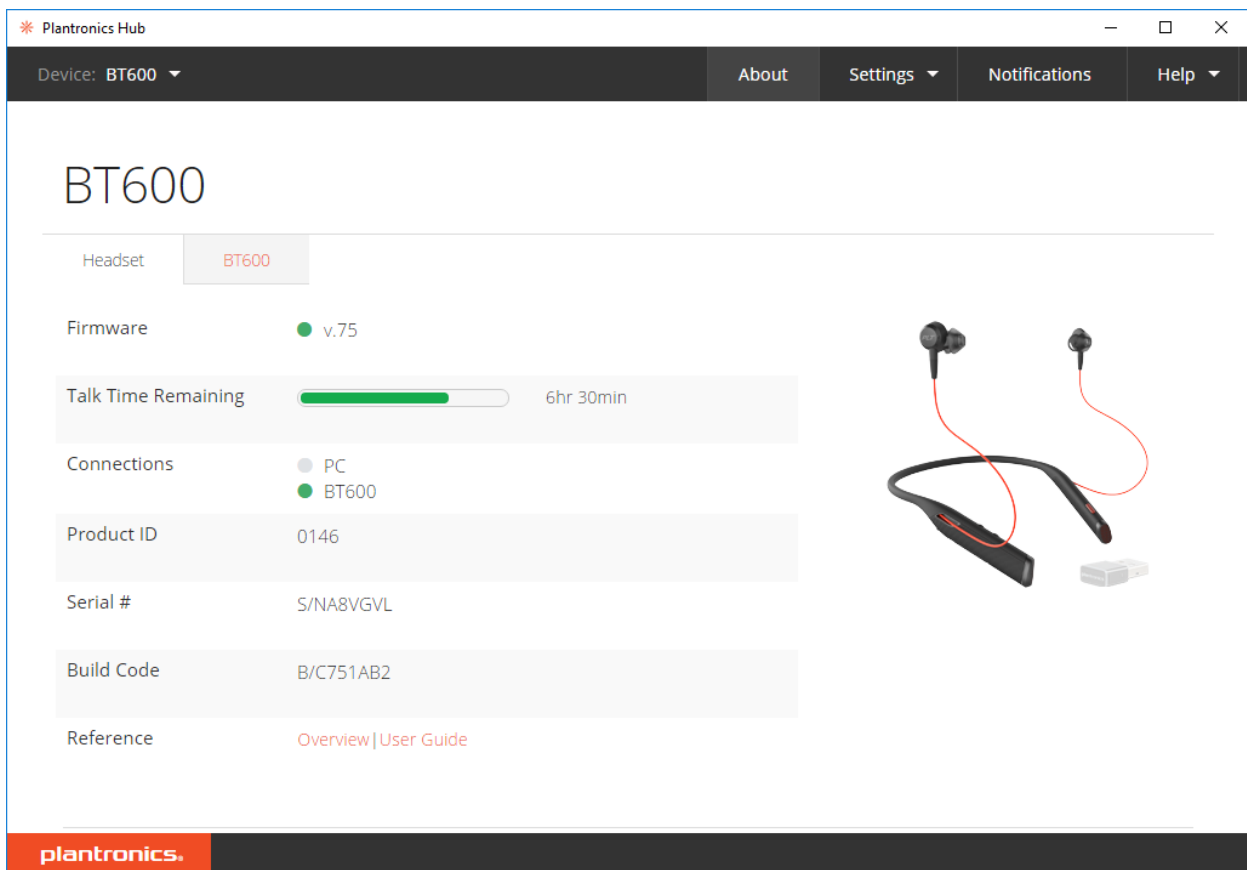 Plantronics Hub
Device: BT600 About Settings Notifications Help
BT600
Headset BT600
Firmware v.75
Talk Time Remaining 6hr 30min
Connections PC
BT600
Product ID 0146
Serial # S/NA8VGVL
Build Code B/C751AB2
Reference Overview|User Guide
plantronics.